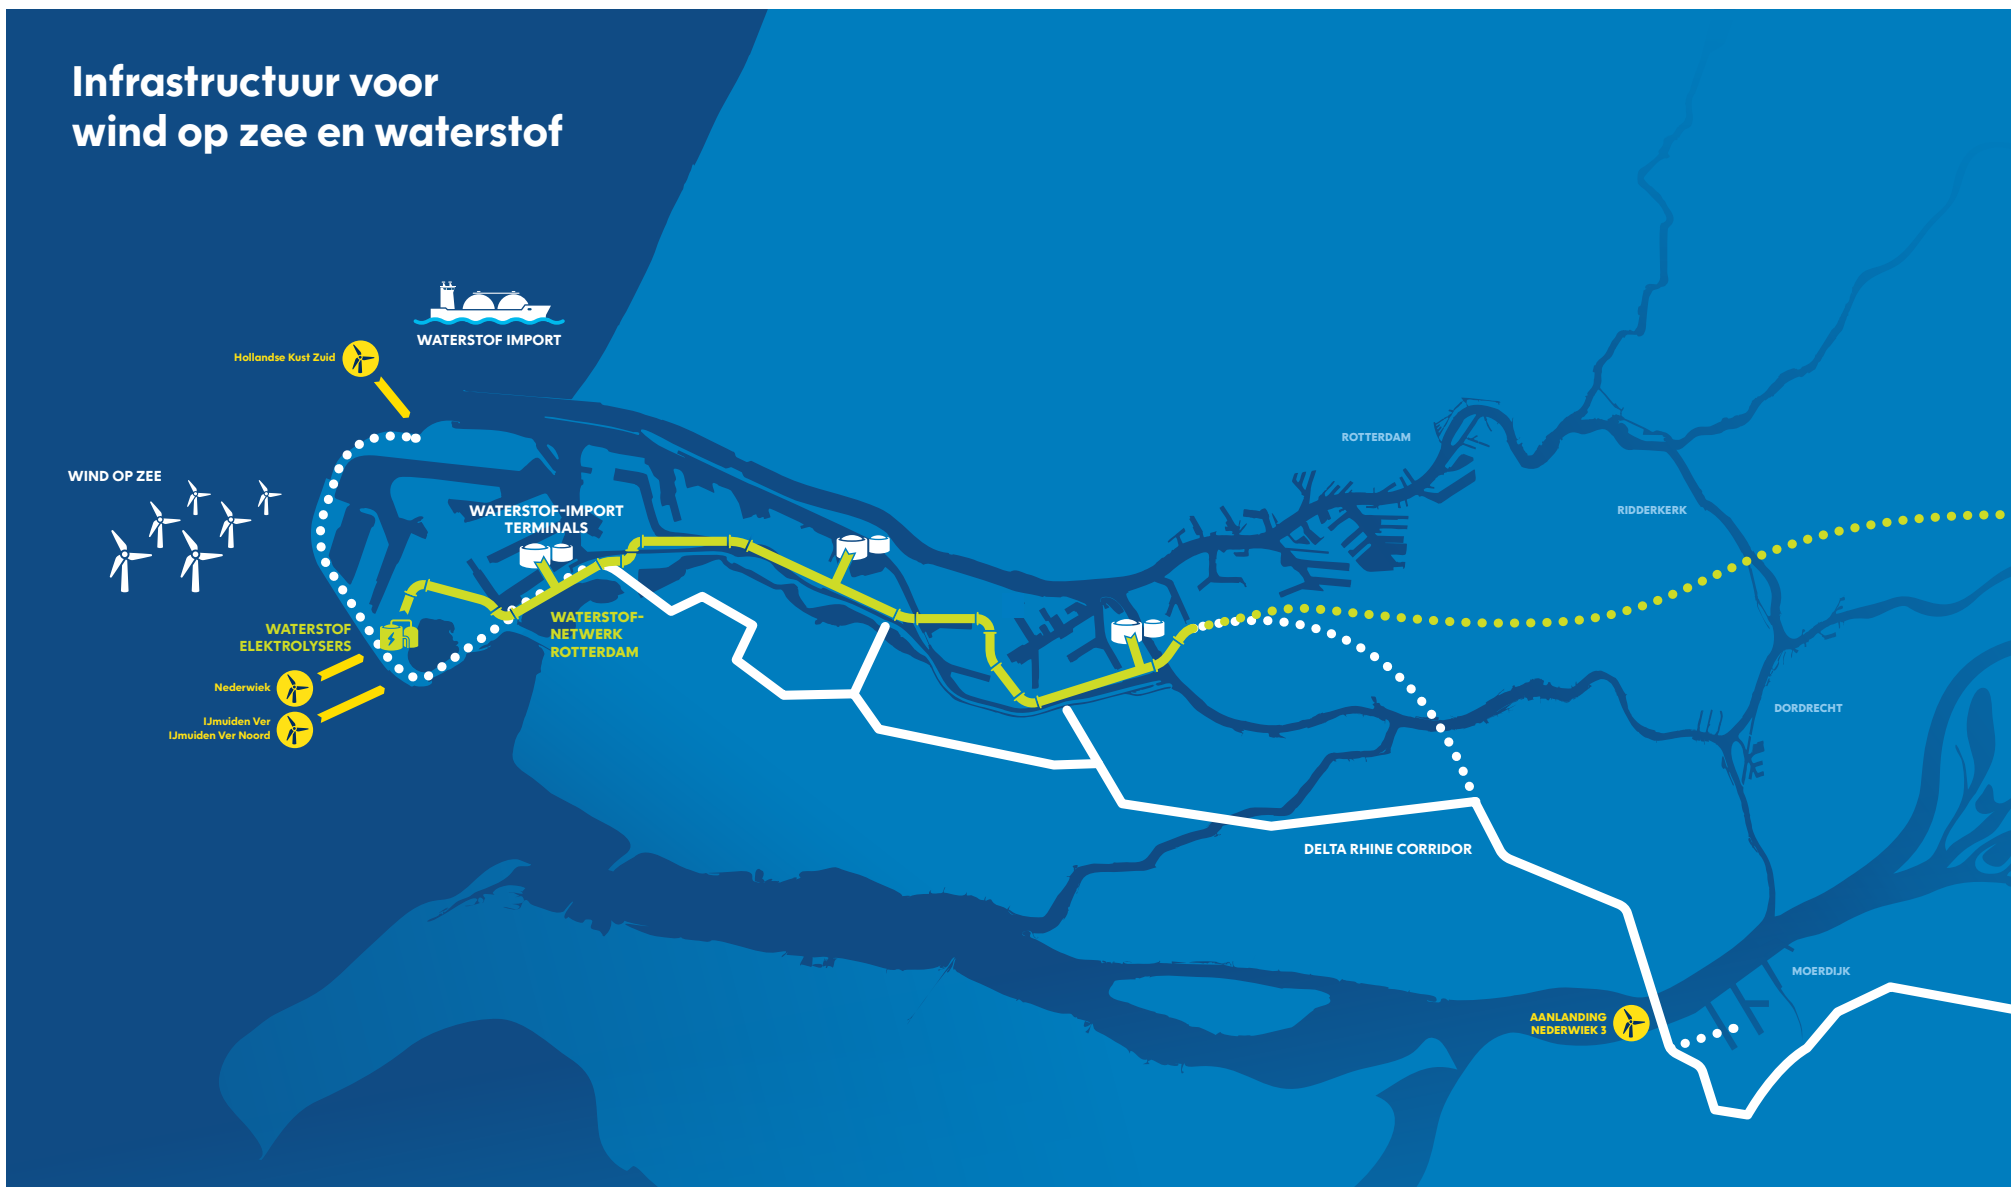 Infrastructuur voor
wind op zee en waterstof
WATERSTOF IMPORT
Hollandse Kust Zuid
WIND OP ZEE
ROTTERDAM
RIDDERKERK
WATERSTOF-IMPORT
TERMINALS
WATERSTOF
ELEKTROLYSERS
WATERSTOF-
NETWERK
ROTTERDAM
Nederwiek
IJmuiden Ver
IJmuiden Ver Noord
DORDRECHT
DELTA RHINE CORRIDOR
MOERDIJK
AANLANDING
NEDERWIEK 3